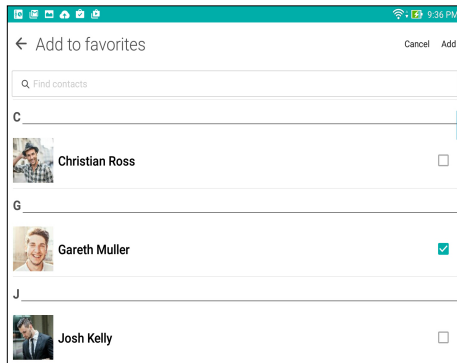 9:36 PM
Add to favorites
Cancel Add
Find contacts
C
Christian Ross
G
Gareth Muller
J
Josh Kelly